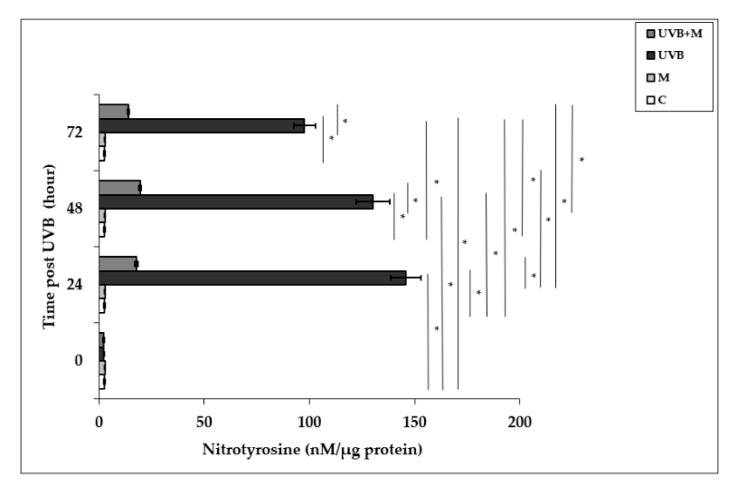 UVB+M
UVB
M
C
Time post UVB (hour)
72
48
24
0
* * * * * * * * * * * * * * * * * *
0 50 100 150 200
Nitrotyrosine (nM/µg protein)